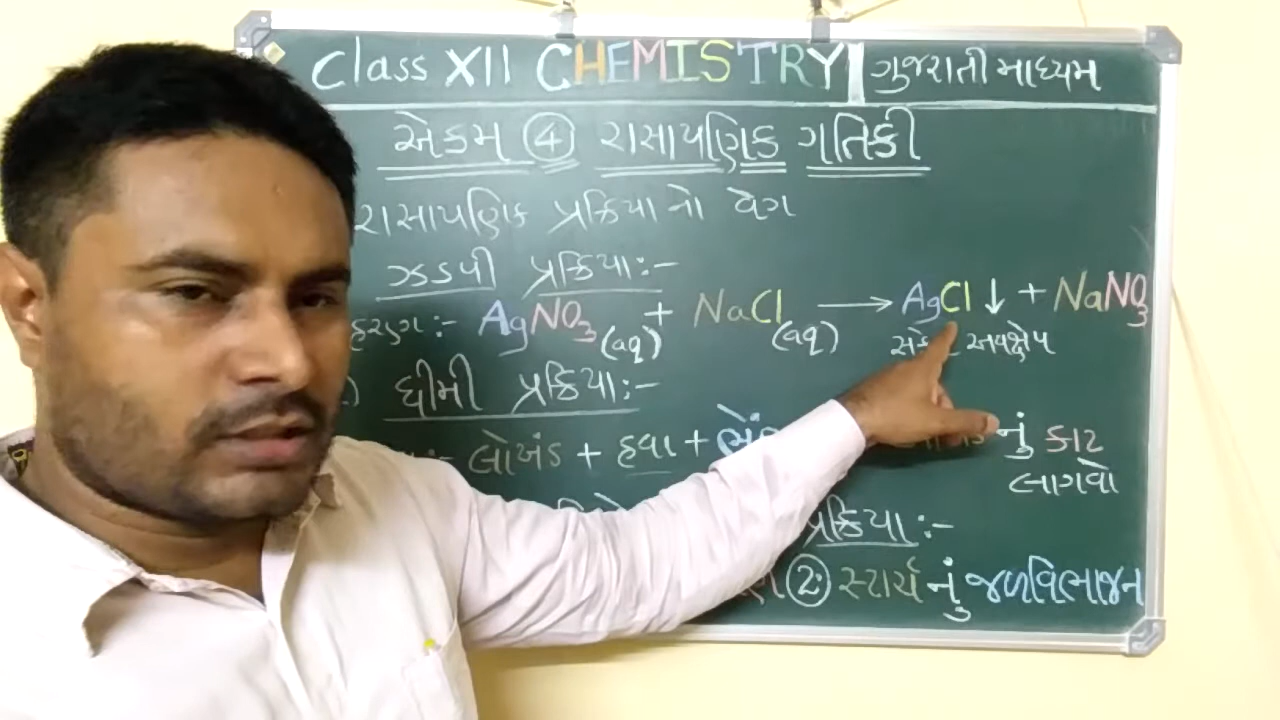 Class XII CHEMISTRY | ગુજરાતી માધ્યમ
એકમ ④ રાસાયણિક ગતિકી
રાસાયણિક પ્રક્રિયાનો વેગ
ઝડપી પ્રક્રિયા:-
AgNO3(aq) + NaCl(aq) → AgCl↓ + NaNO3
અવક્ષેપ
ધીમી પ્રક્રિયા:-
લોખંડ + હવા + નું કાટ
લાગવો
પ્રક્રિયા:-
②: સ્ટાર્ચ નું જળવિભાજન